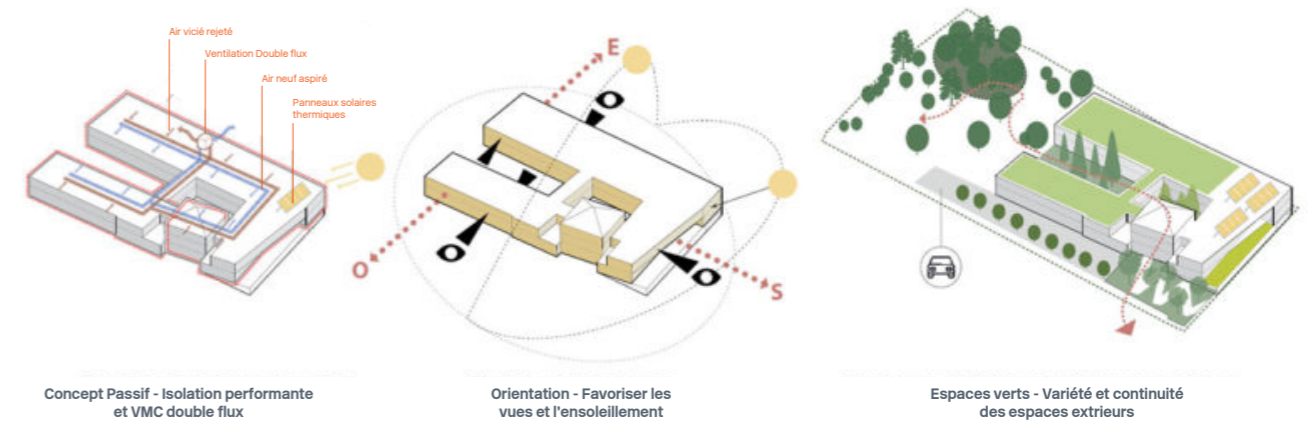 Air vicié rejeté
Ventilation Double flux
Air neuf aspiré
Panneaux solaires
thermiques
E
O
S
Concept Passif - Isolation performante
et VMC double flux
Orientation - Favoriser les
vues et l'ensoleillement
Espaces verts - Variété et continuité
des espaces extrieurs